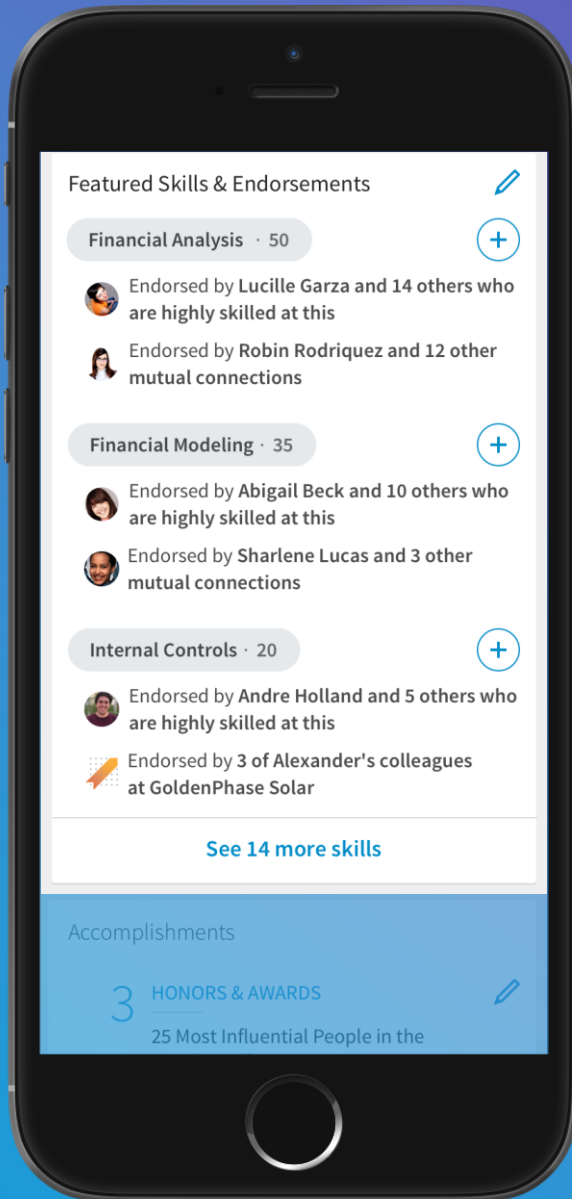 Featured Skills & Endorsements
Financial Analysis · 50
Endorsed by Lucille Garza and 14 others who
are highly skilled at this
Endorsed by Robin Rodriquez and 12 other
mutual connections
Financial Modeling · 35
Endorsed by Abigail Beck and 10 others who
are highly skilled at this
Endorsed by Sharlene Lucas and 3 other
mutual connections
Internal Controls · 20
Endorsed by Andre Holland and 5 others who
are highly skilled at this
Endorsed by 3 of Alexander's colleagues
at GoldenPhase Solar
See 14 more skills
Accomplishments
3 HONORS & AWARDS
25 Most Influential People in the